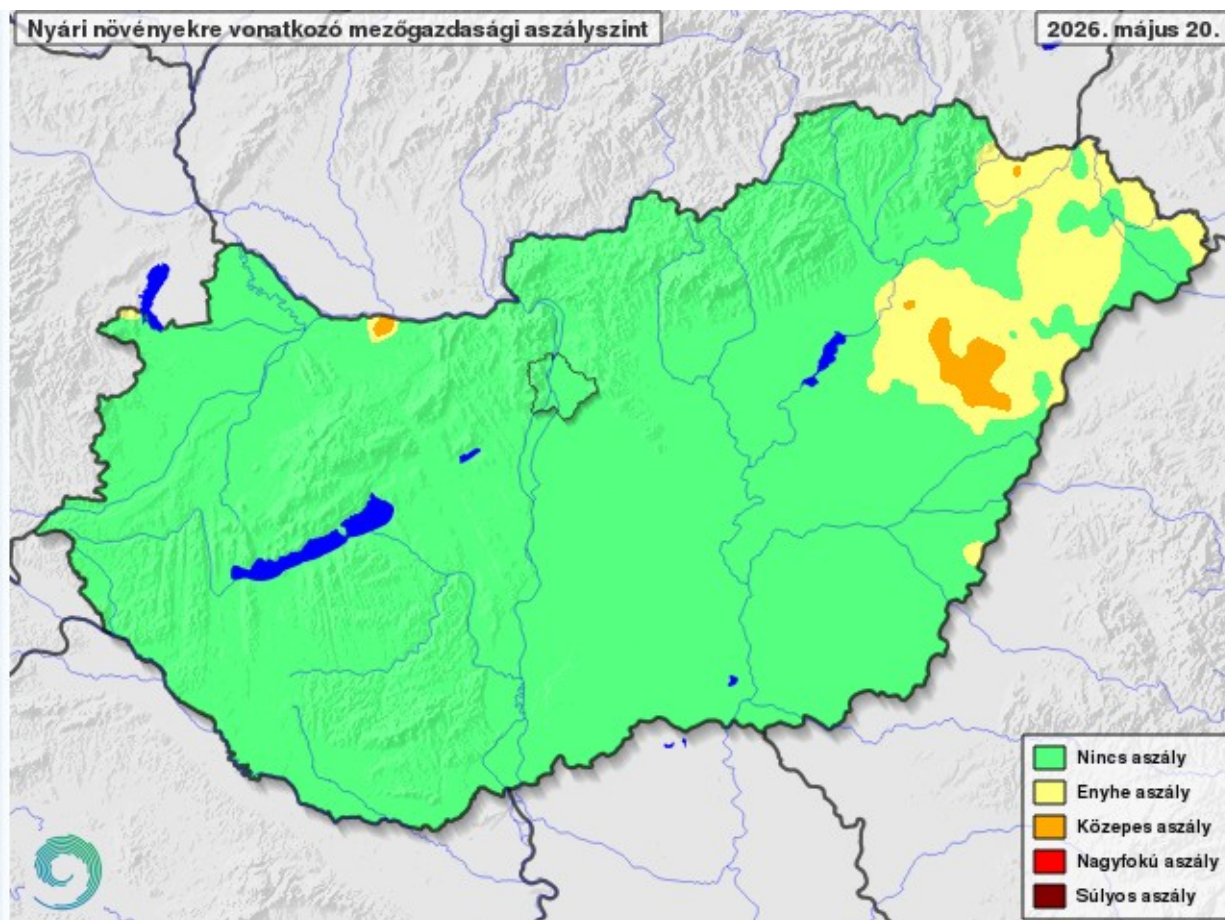 Nyári növényekre vonatkozó mezőgazdasági aszályszint
2026. május 20.
Nincs aszály
Enyhe aszály
Közepes aszály
Nagyfokú aszály
Súlyos aszály